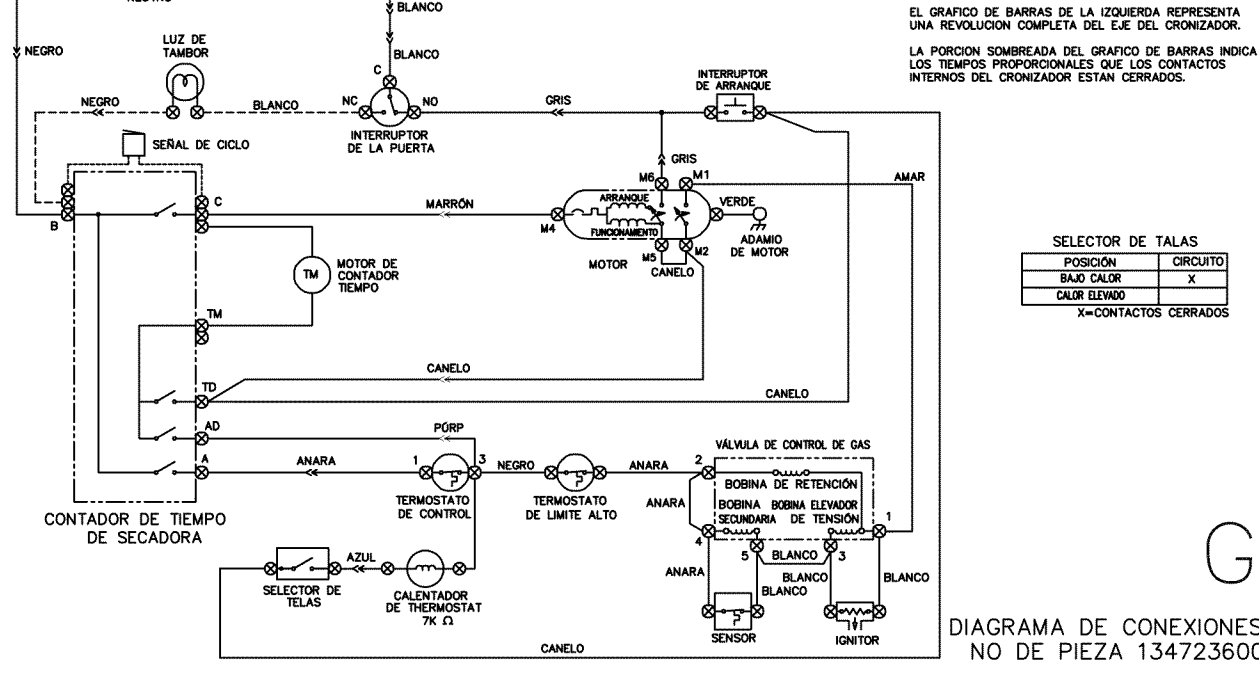 BLANCO
EL GRAFICO DE BARRAS DE LA IZQUIERDA REPRESENTA
UNA REVOLUCION COMPLETA DEL EJE DEL CRONIZADOR.
LA PORCION SOMBREADA DEL GRAFICO DE BARRAS INDICA
LOS TIEMPOS PROPORCIONALES QUE LOS CONTACTOS
INTERNOS DEL CRONIZADOR ESTAN CERRADOS.
NEGRO
LUZ DE
TAMBOR
BLANCO
C
INTERRUPTOR
DE ARRANQUE
NEGRO
BLANCO
NC
NO
GRIS
INTERRUPTOR
DE LA PUERTA
SEÑAL DE CICLO
GRIS
M6
M1
AMAR
B
C
MARRÓN
M4
ARRANQUE
FUNCIONAMIENTO
VERDE
ADAMIO
DE MOTOR
M5
M2
MOTOR
CANELO
TM
MOTOR DE
CONTADOR
TIEMPO
TM
SELECTOR DE TALAS
POSICIÓN CIRCUITO
BAJO CALOR X
CALOR ELEVADO
X=CONTACTOS CERRADOS
CANELO
TD
CANELO
AD
PÚRP
A
ANARA
1
3
NEGRO
ANARA
TERMOSTATO
DE CONTROL
TERMOSTATO
DE LIMITE ALTO
VÁLVULA DE CONTROL DE GAS
2
BOBINA DE RETENCIÓN
ANARA
BOBINA
SECUNDARIA
BOBINA ELEVADOR
DE TENSIÓN
1
4
5
BLANCO
3
CONTADOR DE TIEMPO
DE SECADORA
AZUL
SELECTOR DE
TELAS
CALENTADOR
DE THERMOSTAT
7K Ω
ANARA
BLANCO
BLANCO
BLANCO
SENSOR
IGNITOR
CANELO
G
DIAGRAMA DE CONEXIONES
NO DE PIEZA 134723600